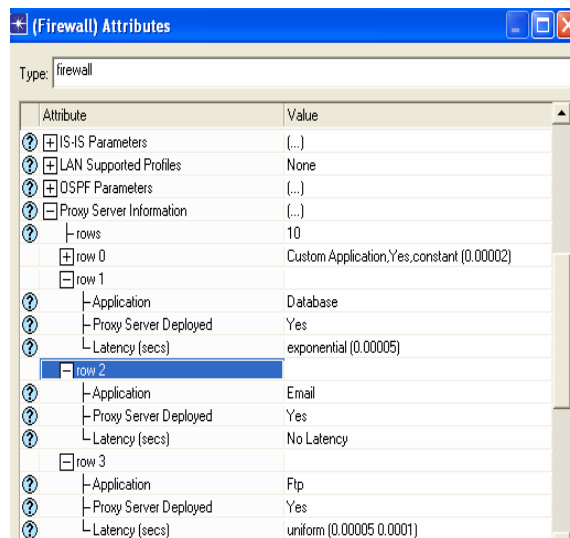 (Firewall) Attributes
Type: firewall
Attribute Value
IS-IS Parameters (...)
LAN Supported Profiles None
OSPF Parameters (...)
Proxy Server Information (...)
rows 10
row 0 Custom Application,Yes,constant (0.00002)
row 1
Application Database
Proxy Server Deployed Yes
Latency (secs) exponential (0.00005)
row 2
Application Email
Proxy Server Deployed Yes
Latency (secs) No Latency
row 3
Application Ftp
Proxy Server Deployed Yes
Latency (secs) uniform (0.00005 0.0001)